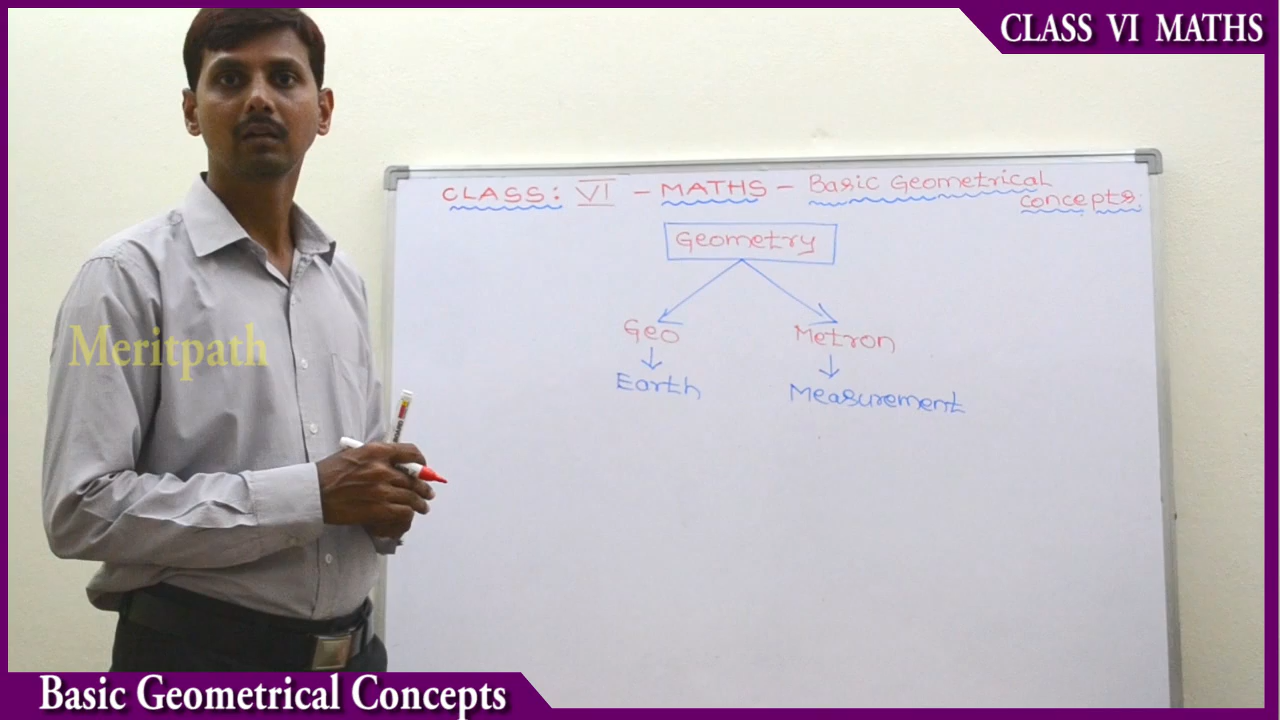 CLASS VI MATHS
CLASS: VI - MATHS - Basic Geometrical
concepts.
Geometry
Geo Metron
Earth Measurement
Meritpath
Basic Geometrical Concepts